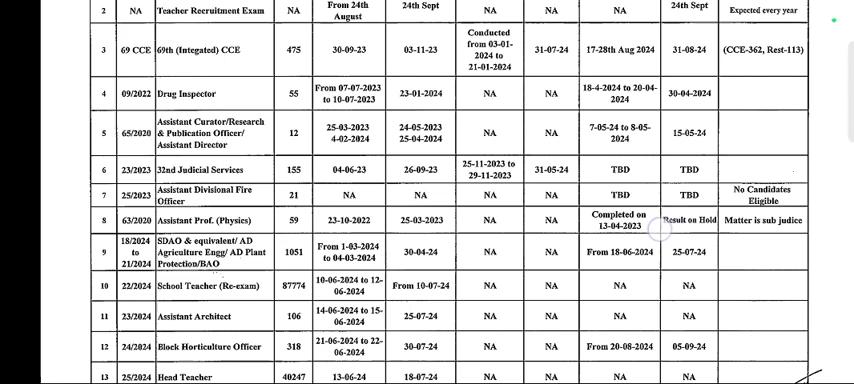 2 NA Teacher Recruitment Exam NA From 24th August 24th Sept NA NA NA 24th Sept Expected every year
3 69 CCE 69th (Integated) CCE 475 30-09-23 03-11-23 Conducted from 03-01-2024 to 21-01-2024 31-07-24 17-28th Aug 2024 31-08-24 (CCE-362, Rest-113)
4 09/2022 Drug Inspector 55 From 07-07-2023 to 10-07-2023 23-01-2024 NA NA 18-4-2024 to 20-04-2024 30-04-2024
5 65/2020 Assistant Curator/Research & Publication Officer/ Assistant Director 12 25-03-2023 4-02-2024 24-05-2023 25-04-2024 NA NA 7-05-24 to 8-05-2024 15-05-24
6 23/2023 32nd Judicial Services 155 04-06-23 26-09-23 25-11-2023 to 29-11-2023 31-05-24 TBD TBD
7 25/2023 Assistant Divisional Fire Officer 21 NA NA NA NA TBD TBD No Candidates Eligible
8 63/2020 Assistant Prof. (Physics) 59 23-10-2022 25-03-2023 NA NA Completed on 13-04-2023 Result on Hold Matter is sub judice
9 18/2024 to 21/2024 SDAO & equivalent/ AD Agriculture Engg/ AD Plant Protection/BAO 1051 From 1-03-2024 to 04-03-2024 30-04-24 NA NA From 18-06-2024 25-07-24
10 22/2024 School Teacher (Re-exam) 87774 10-06-2024 to 12-06-2024 From 10-07-24 NA NA NA NA
11 23/2024 Assistant Architect 106 14-06-2024 to 15-06-2024 25-07-24 NA NA NA NA
12 24/2024 Block Horticulture Officer 318 21-06-2024 to 22-06-2024 30-07-24 NA NA From 20-08-2024 05-09-24
13 25/2024 Head Teacher 40247 13-06-24 18-07-24 NA NA NA NA